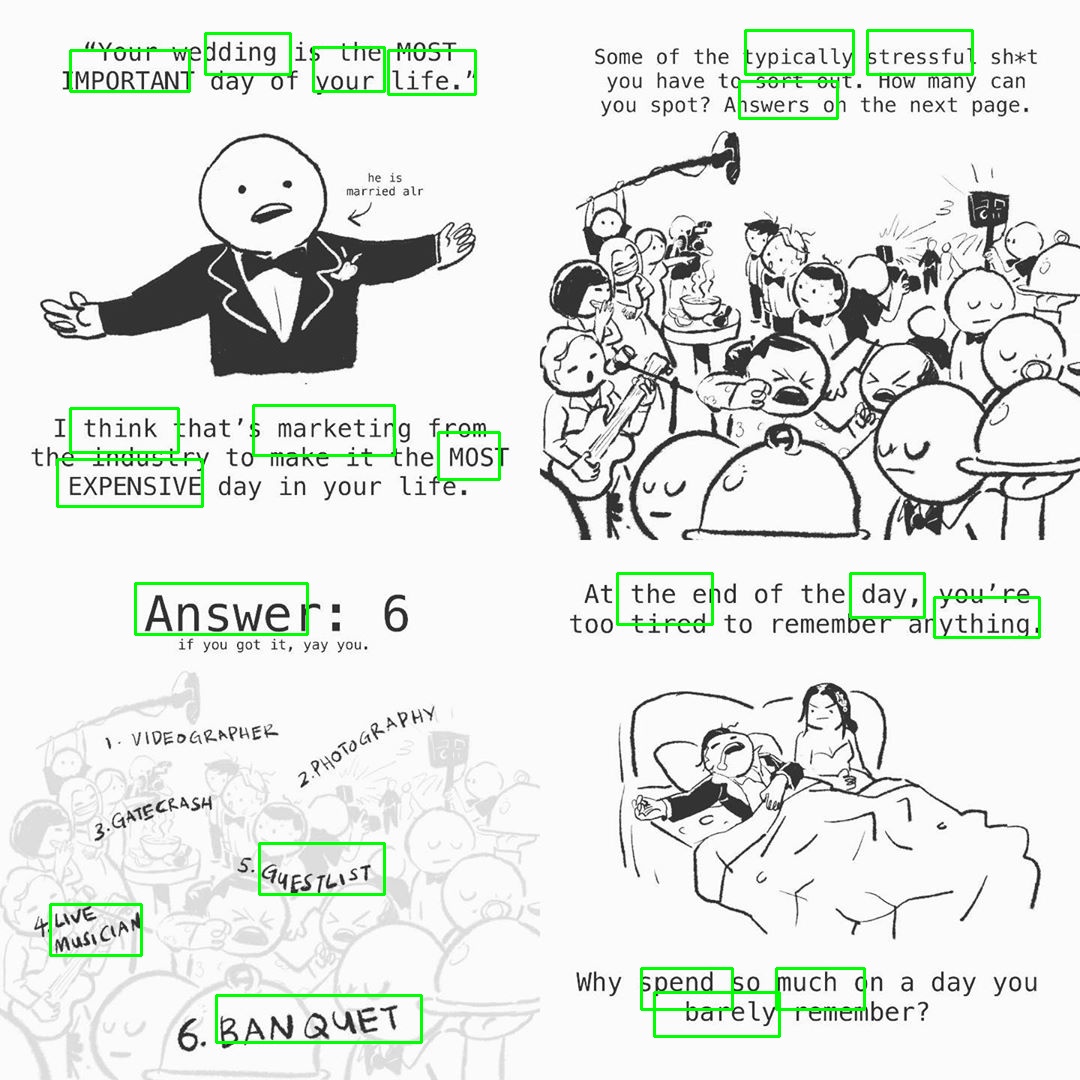 “Your wedding is the MOST
IMPORTANT day of your life.”
he is
married alr
I think that’s marketing from
the industry to make it the MOST
EXPENSIVE day in your life.
Some of the typically stressful sh*t
you have to sort out. How many can
you spot? Answers on the next page.
Answer: 6
if you got it, yay you.
1. VIDEOGRAPHER
2. PHOTOGRAPHY
3. GATECRASH
5. GUESTLIST
4. LIVE
MUSICIAN
6. BANQUET
At the end of the day, you’re
too tired to remember anything.
Why spend so much on a day you
barely remember?